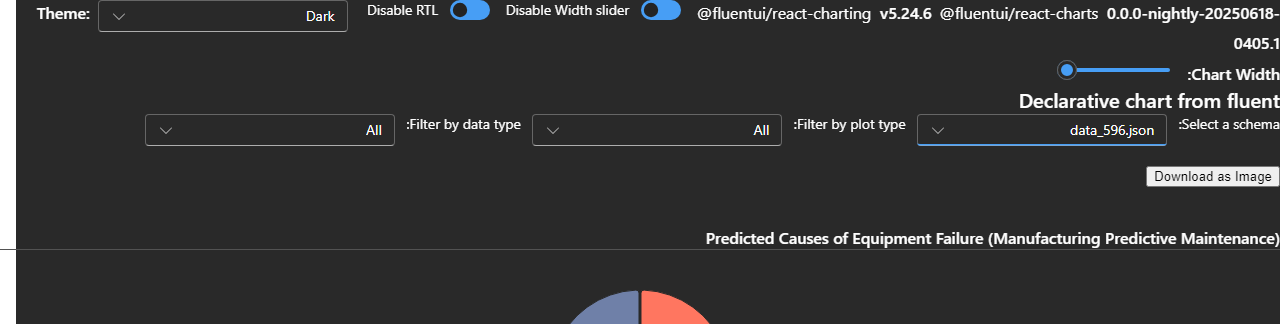 Theme: Dark Disable RTL Disable Width slider @fluentui/react-charting v5.24.6 @fluentui/react-charts 0.0.0-nightly-20250618-
0405.1
:Chart Width
Declarative chart from fluent
:Select a schema data_596.json :Filter by plot type All :Filter by data type All
Download as Image
Predicted Causes of Equipment Failure (Manufacturing Predictive Maintenance)